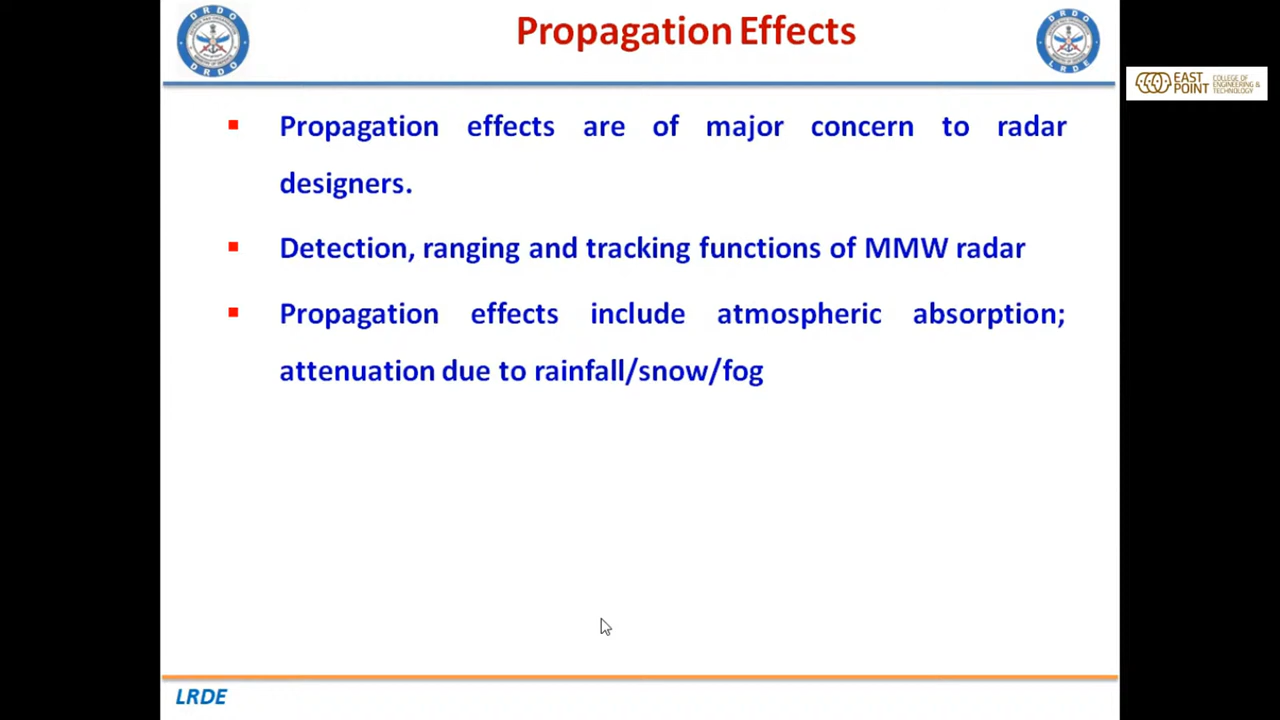 Propagation Effects
DRDO
DRDO
DRDO
LRDE
EAST POINT
COLLEGE OF ENGINEERING & TECHNOLOGY
Propagation effects are of major concern to radar
designers.
Detection, ranging and tracking functions of MMW radar
Propagation effects include atmospheric absorption;
attenuation due to rainfall/snow/fog
LRDE